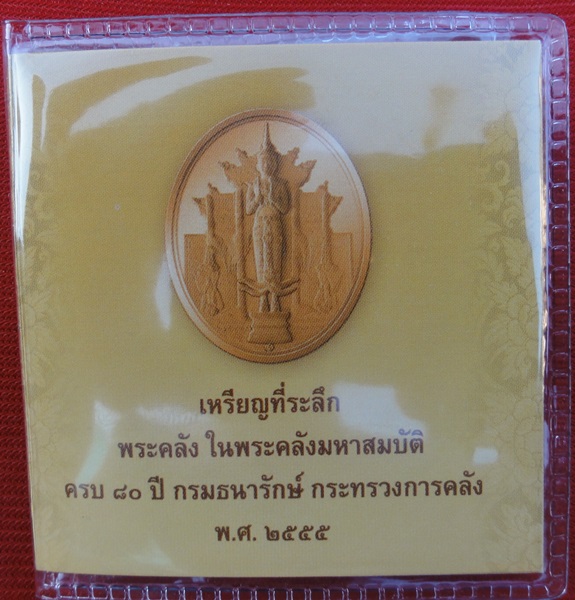 เหรียญที่ระลึก
พระคลัง ในพระคลังมหาสมบัติ
ครบ ๘๐ ปี กรมธนารักษ์ กระทรวงการคลัง
พ.ศ. ๒๕๕๕